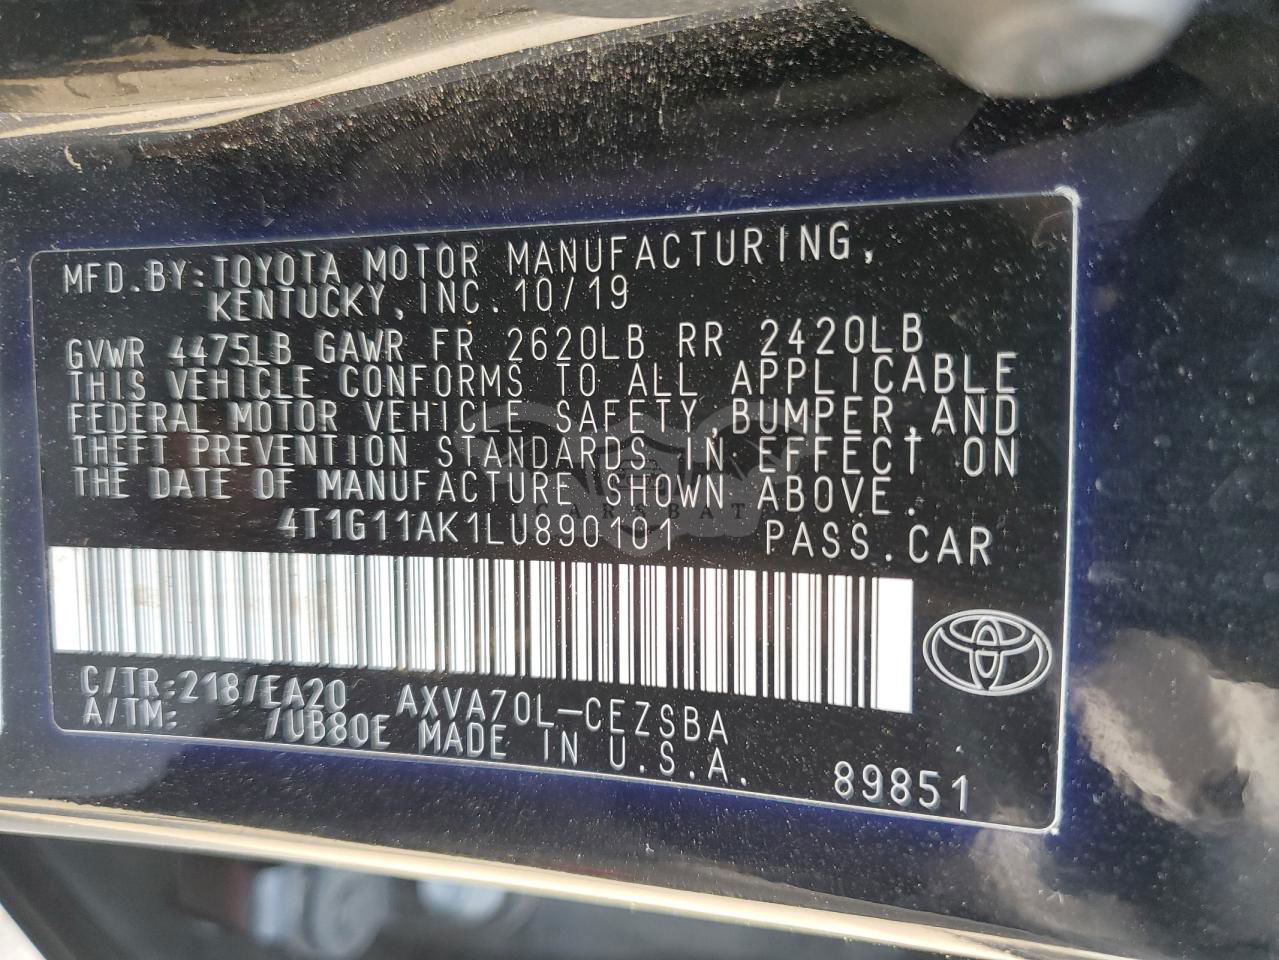 MFD.BY:TOYOTA MOTOR MANUFACTURING,
KENTUCKY, INC. 10/19
GVWR 4475LB GAWR FR 2620LB RR 2420LB
THIS VEHICLE CONFORMS TO ALL APPLICABLE
FEDERAL MOTOR VEHICLE SAFETY, BUMPER, AND
THEFT PREVENTION STANDARDS IN EFFECT ON
THE DATE OF MANUFACTURE SHOWN ABOVE.
CARSBATA
4T1G11AK1LU890101 PASS.CAR
C/TR:218/EA20 AXVA70L-CEZSBA
A/TM: /UB80E MADE IN U.S.A.
89851